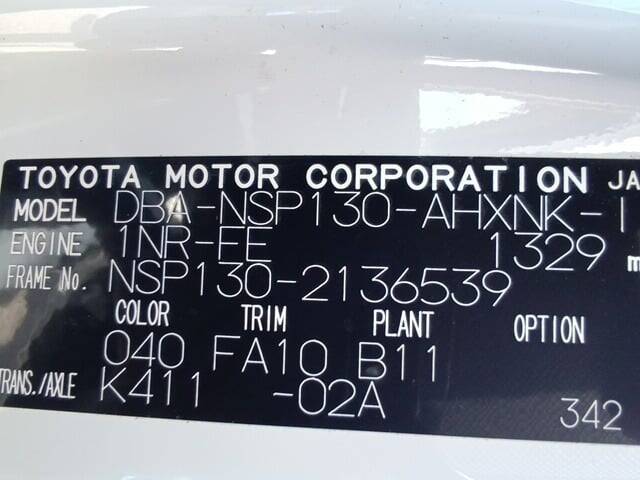 TOYOTA MOTOR CORPORATION JA
MODEL DBA-NSP130-AHXNK-
ENGINE 1NR-FE 1329 m
FRAME No. NSP130-2136539
COLOR TRIM PLANT OPTION
040 FA10 B11
TRANS./AXLE K411 -02A
342